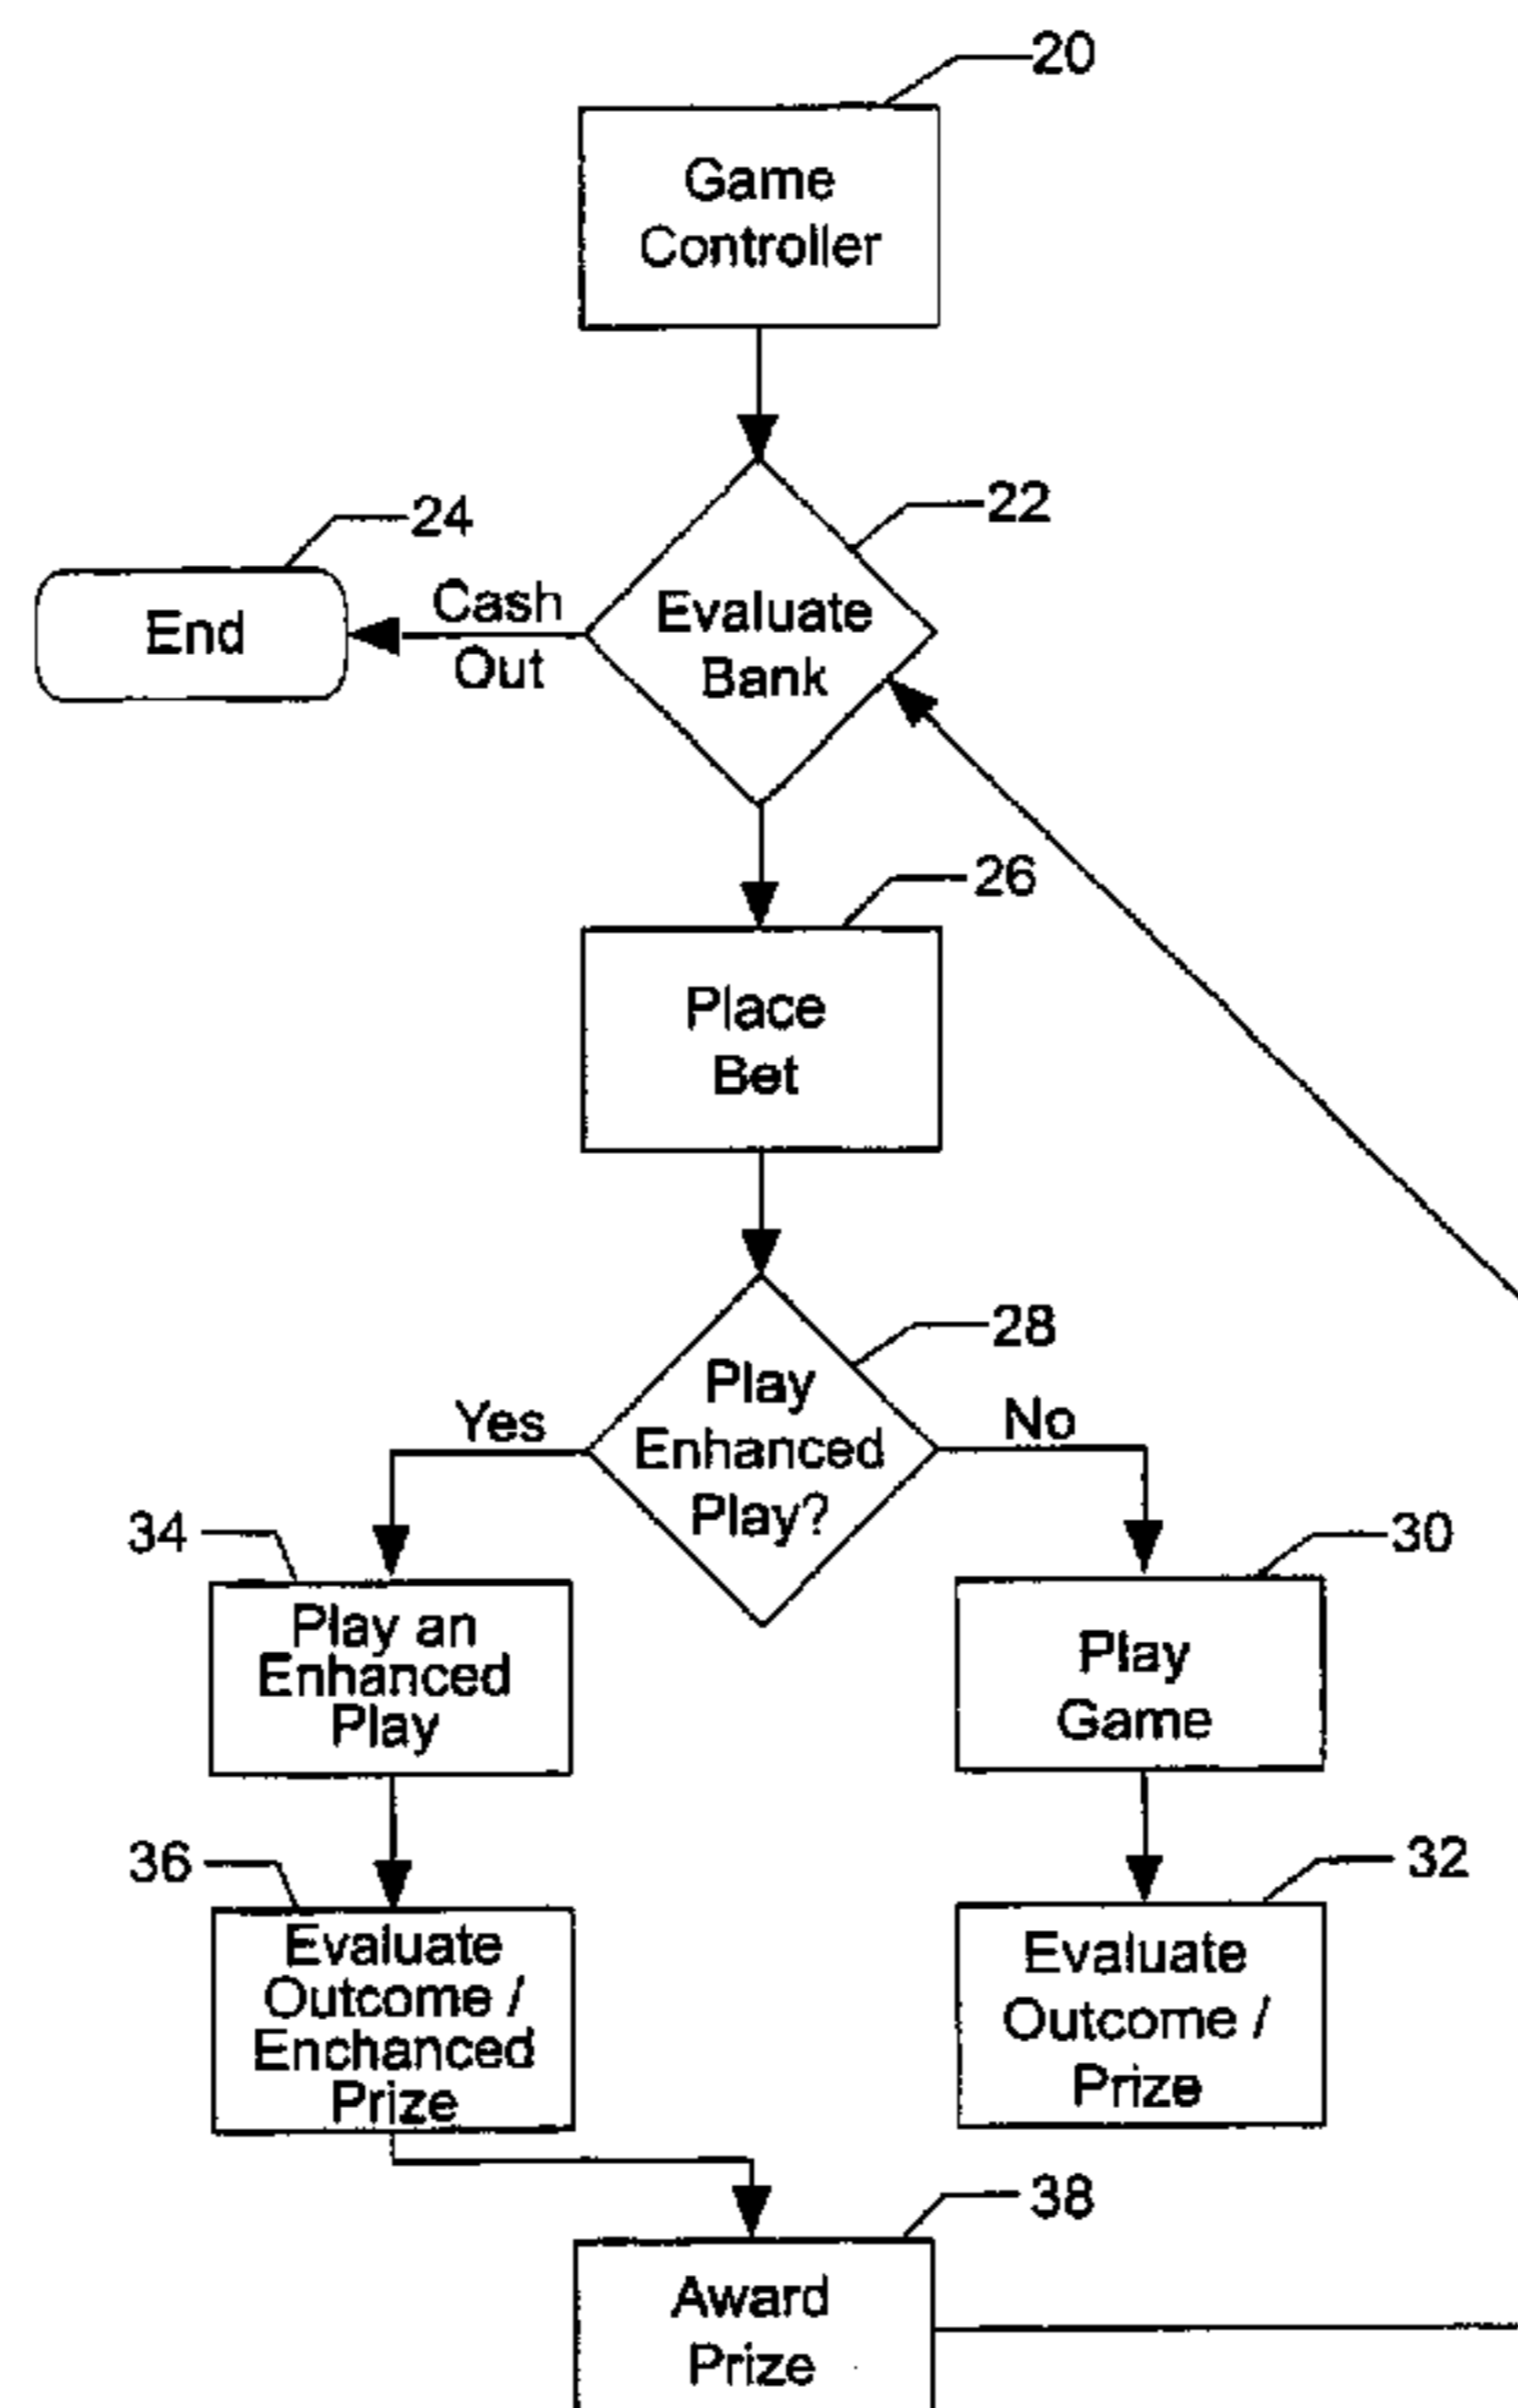 20
Game
Controller
22
24
Cash
Out
End
Evaluate
Bank
26
Place
Bet
28
Play
Enhanced
Play?
Yes
No
34
30
Play an
Enhanced
Play
Play
Game
36
32
Evaluate
Outcome /
Enchanced
Prize
Evaluate
Outcome /
Prize
38
Award
Prize